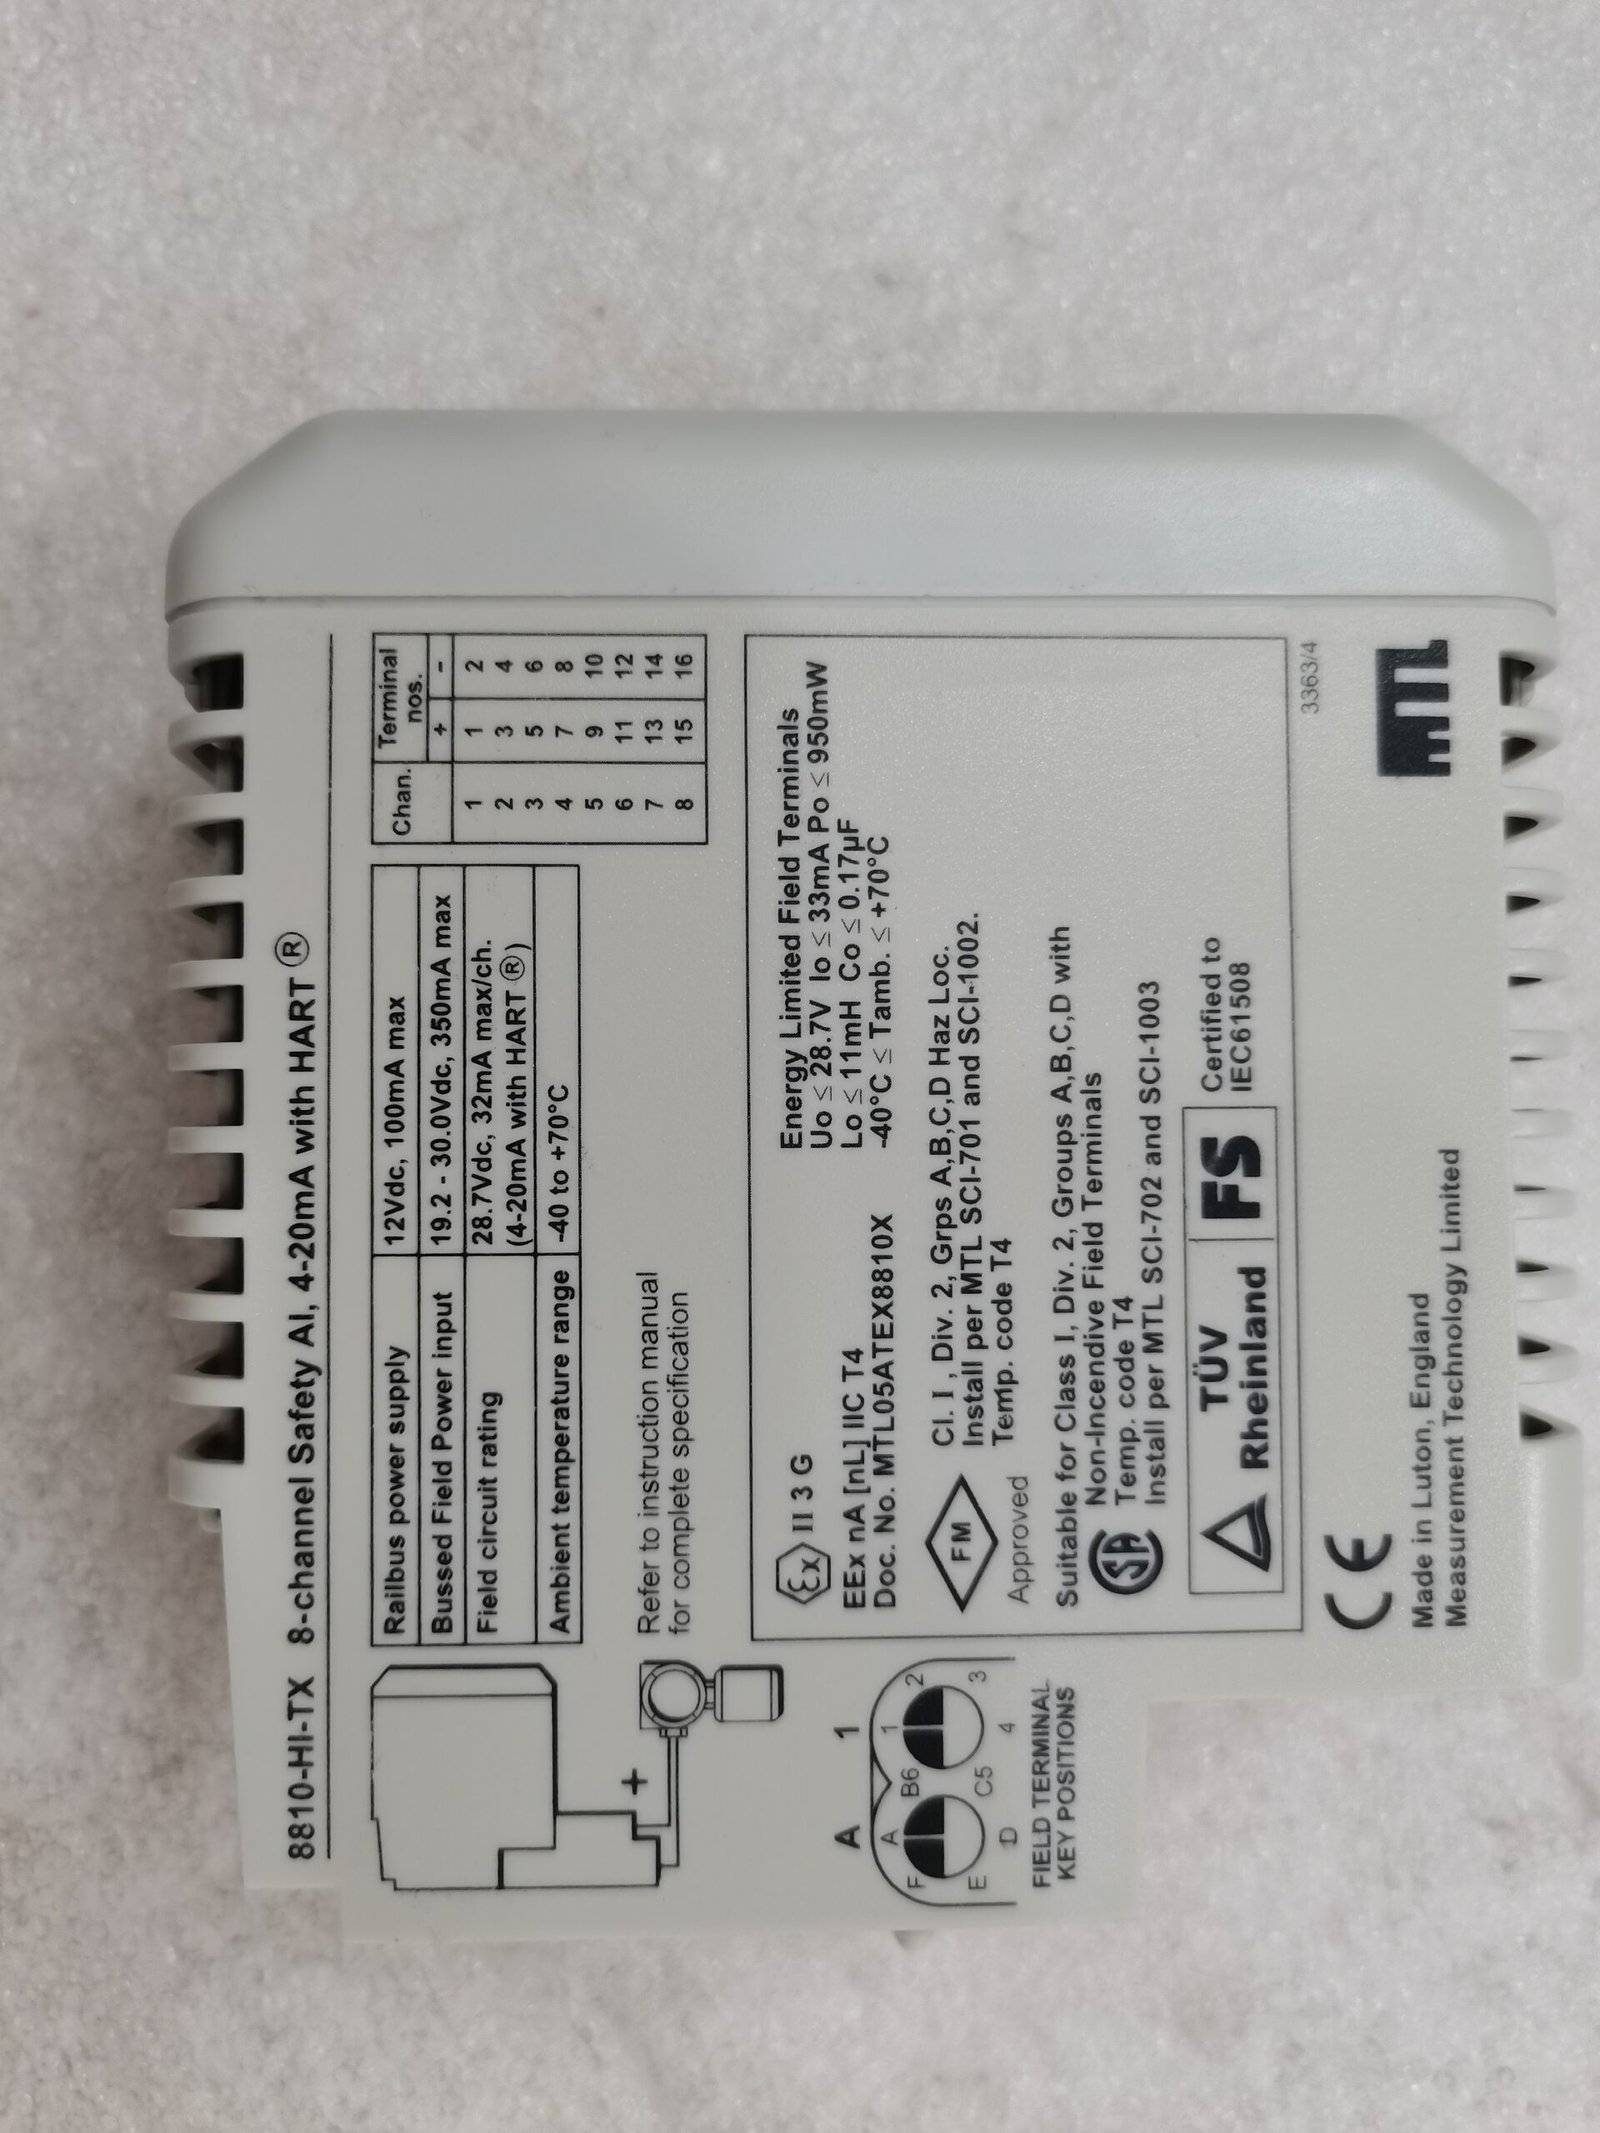 8810-HI-TX 8-channel Safety AI, 4-20mA with HART ®
Railbus power supply 12Vdc, 100mA max
Bussed Field Power input 19.2 - 30.0Vdc, 350mA max
Field circuit rating 28.7Vdc, 32mA max/ch.
(4-20mA with HART ®)
Ambient temperature range -40 to +70°C
Chan. Terminal
nos.
+ -
1 1 2
2 3 4
3 5 6
4 7 8
5 9 10
6 11 12
7 13 14
8 15 16
Refer to instruction manual
for complete specification
+
A 1
A B6 1 2
F
E C5 3
D 4
FIELD TERMINAL
KEY POSITIONS
Ex II 3 G
EEx nA [nL] IIC T4
Doc. No. MTL05ATEX8810X
Energy Limited Field Terminals
Uo ≤ 28.7V Io ≤ 33mA Po ≤ 950mW
Lo ≤ 11mH Co ≤ 0.17µF
-40°C ≤ Tamb. ≤ +70°C
FM
Approved
Cl. I, Div. 2, Grps A,B,C,D Haz Loc.
Install per MTL SCI-701 and SCI-1002.
Temp. code T4
Suitable for Class I, Div. 2, Groups A,B,C,D with
Non-Incendive Field Terminals
SA Temp. code T4
Install per MTL SCI-702 and SCI-1003
TÜV
Rheinland
FS
Certified to
IEC61508
3363/4
CE
Made in Luton, England
Measurement Technology Limited
MTL